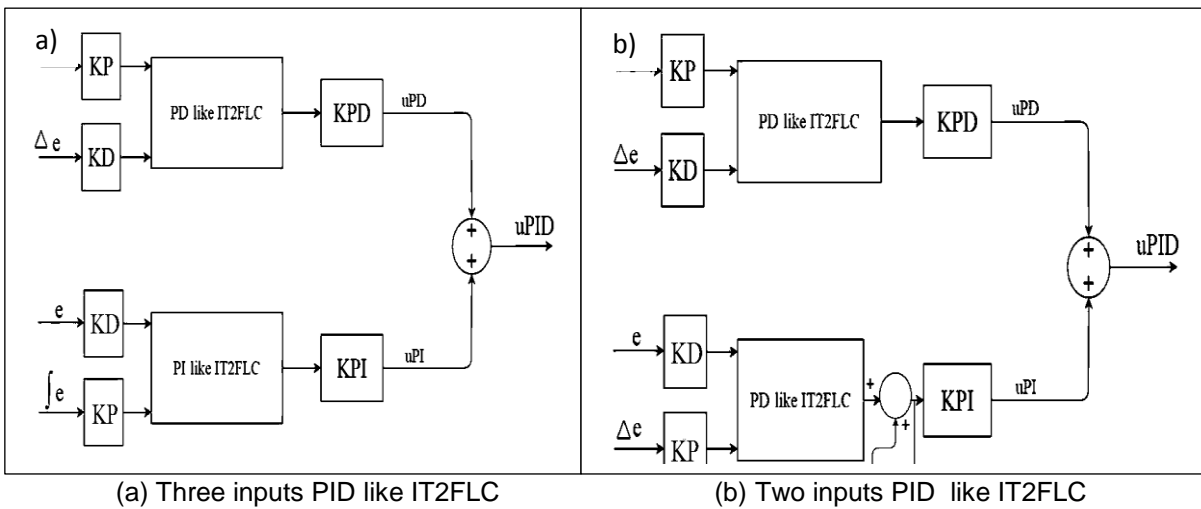 a)
KP
PD like IT2FLC
KPD
uPD
Δe
KD
+
+
uPID
e
KD
PI like IT2FLC
KPI
uPI
∫e
KP
b)
KP
PD like IT2FLC
KPD
uPD
Δe
KD
+
+
uPID
e
KD
PD like IT2FLC
+
+
KPI
uPI
Δe
KP
(a) Three inputs PID like IT2FLC
(b) Two inputs PID like IT2FLC